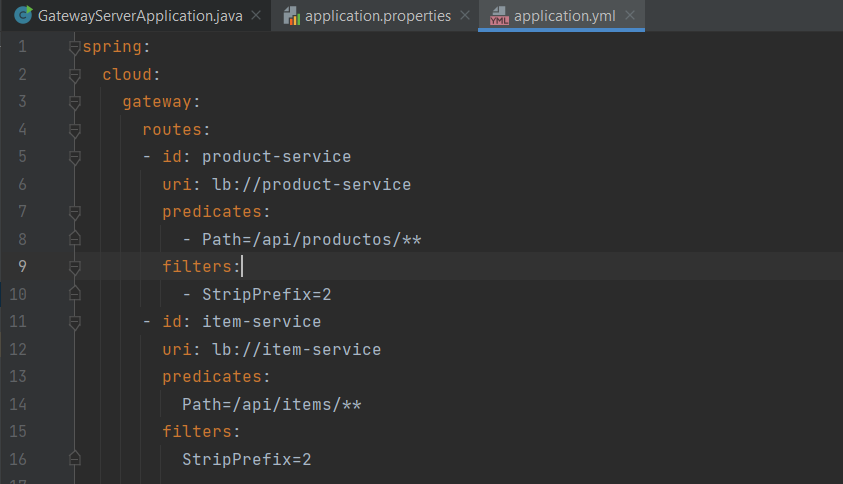 GatewayServerApplication.java application.properties YML application.yml
1 spring:
2   cloud:
3     gateway:
4       routes:
5       - id: product-service
6         uri: lb://product-service
7         predicates:
8           - Path=/api/productos/**
9         filters:
10           - StripPrefix=2
11       - id: item-service
12         uri: lb://item-service
13         predicates:
14           Path=/api/items/**
15         filters:
16           StripPrefix=2